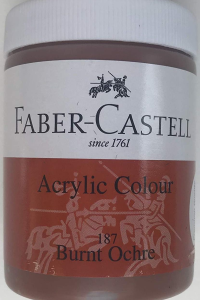 FABER-CASTELL
since 1761
Acrylic Colour
187
Burnt Ochre